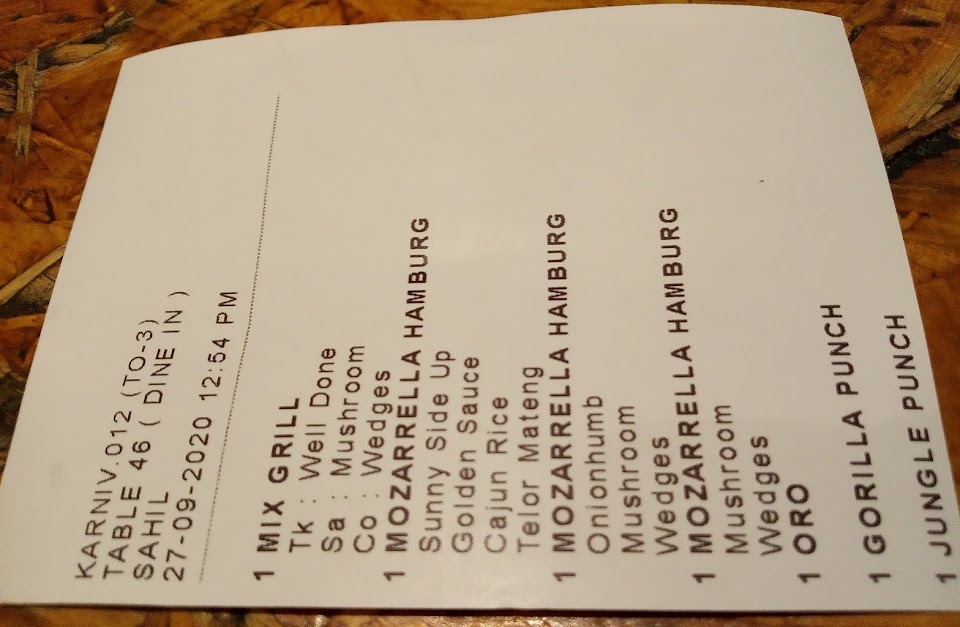 KARNIV.012 (TO-3)
TABLE 46 ( DINE IN )
SAHIL
27-09-2020 12:54 PM
1 MIX GRILL
Tk : Well Done
Sa : Mushroom
Co : Wedges
1 MOZARRELLA HAMBURG
Sunny Side Up
Golden Sauce
Cajun Rice
Telor Mateng
1 MOZARRELLA HAMBURG
Onionhumb
Mushroom
Wedges
1 MOZARRELLA HAMBURG
Mushroom
Wedges
1 ORO
1 GORILLA PUNCH
1 JUNGLE PUNCH